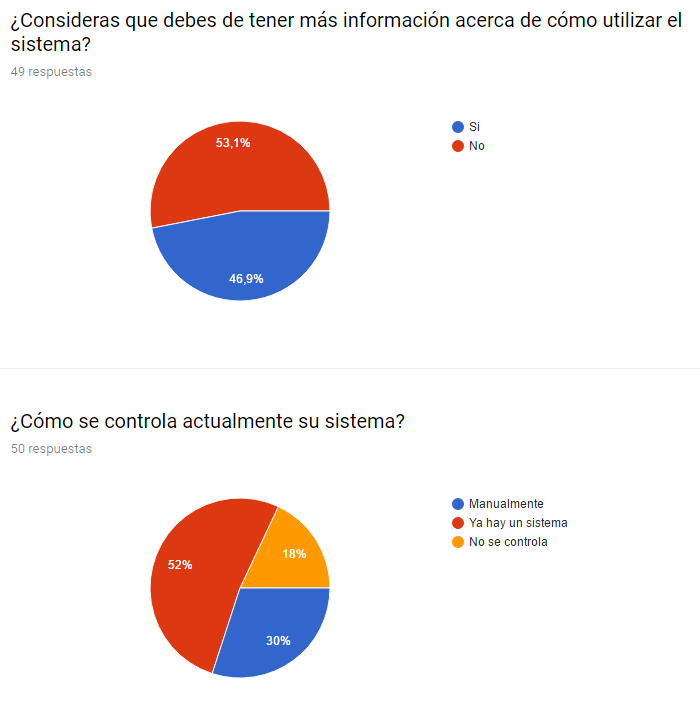 ¿Consideras que debes de tener más información acerca de cómo utilizar el
sistema?
49 respuestas
Si
No
53,1%
46,9%
¿Cómo se controla actualmente su sistema?
50 respuestas
Manualmente
Ya hay un sistema
No se controla
18%
52%
30%